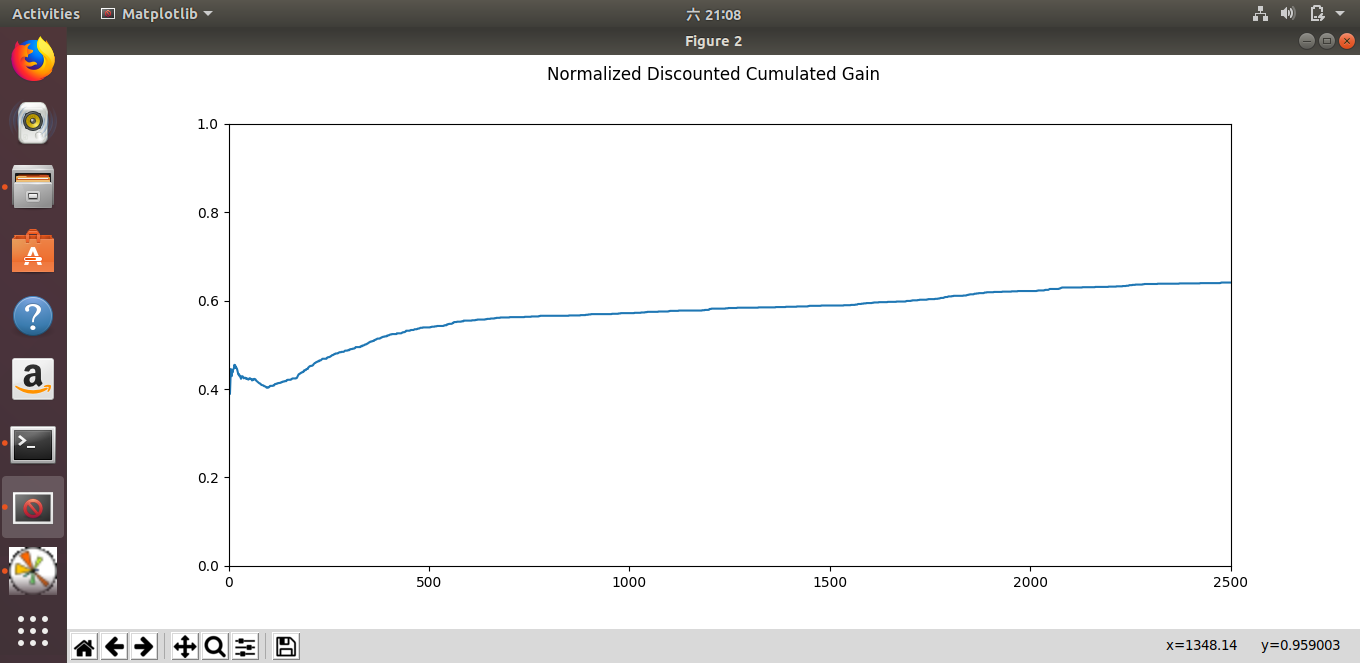 Activities
Matplotlib
六 21:08
Figure 2
Normalized Discounted Cumulated Gain
1.0
0.8
0.6
0.4
0.2
0.0
0 500 1000 1500 2000 2500
x=1348.14 y=0.959003